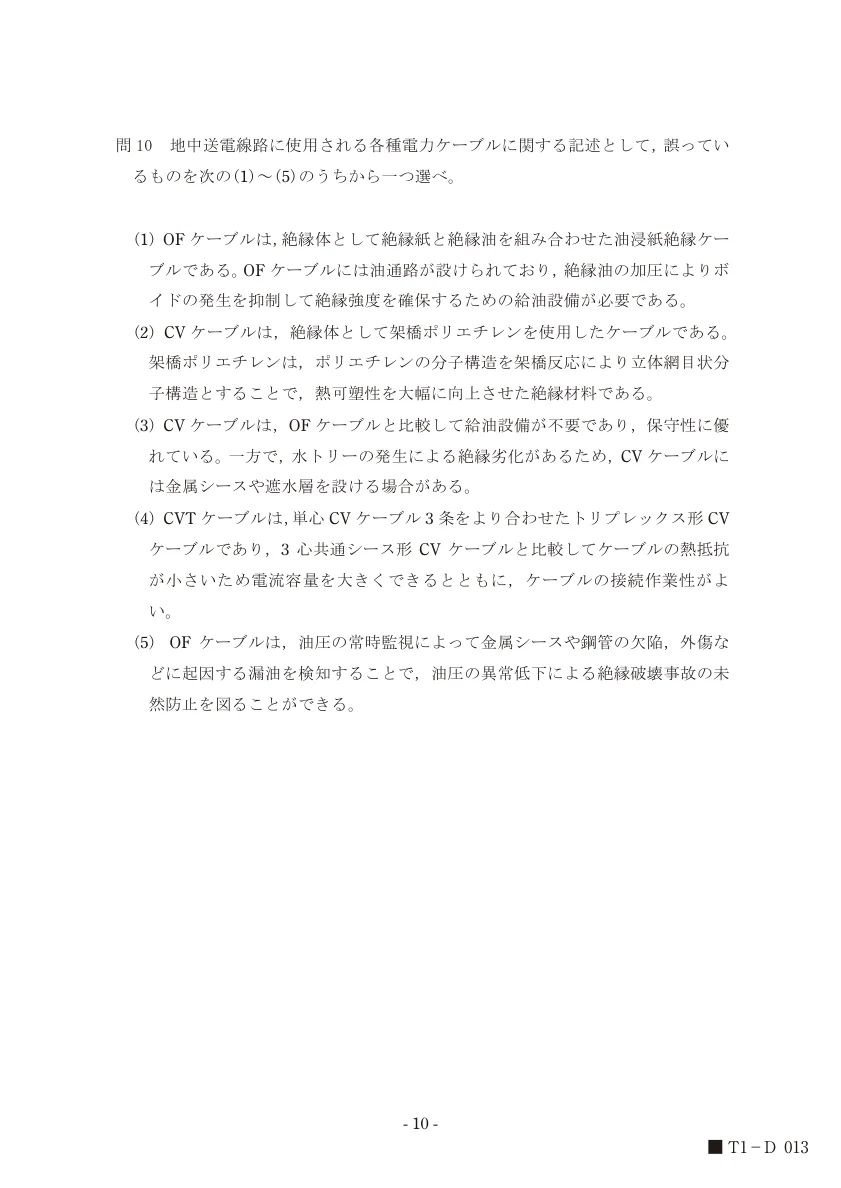 問 10　地中送電線路に使用される各種電力ケーブルに関する記述として，誤ってい
るものを次の(1)～(5)のうちから一つ選べ。
(1) OF ケーブルは，絶縁体として絶縁紙と絶縁油を組み合わせた油浸紙絶縁ケー
ブルである。OF ケーブルには油通路が設けられており，絶縁油の加圧によりボ
イドの発生を抑制して絶縁強度を確保するための給油設備が必要である。
(2) CV ケーブルは，絶縁体として架橋ポリエチレンを使用したケーブルである。
架橋ポリエチレンは，ポリエチレンの分子構造を架橋反応により立体網目状分
子構造とすることで，熱可塑性を大幅に向上させた絶縁材料である。
(3) CV ケーブルは，OF ケーブルと比較して給油設備が不要であり，保守性に優
れている。一方で，水トリーの発生による絶縁劣化があるため，CV ケーブルに
は金属シースや遮水層を設ける場合がある。
(4) CVT ケーブルは，単心 CV ケーブル 3 条をより合わせたトリプレックス形 CV
ケーブルであり，3 心共通シース形 CV ケーブルと比較してケーブルの熱抵抗
が小さいため電流容量を大きくできるとともに，ケーブルの接続作業性がよ
い。
(5) OF ケーブルは，油圧の常時監視によって金属シースや鋼管の欠陥，外傷な
どに起因する漏油を検知することで，油圧の異常低下による絶縁破壊事故の未
然防止を図ることができる。
- 10 -
■ T1－D 013